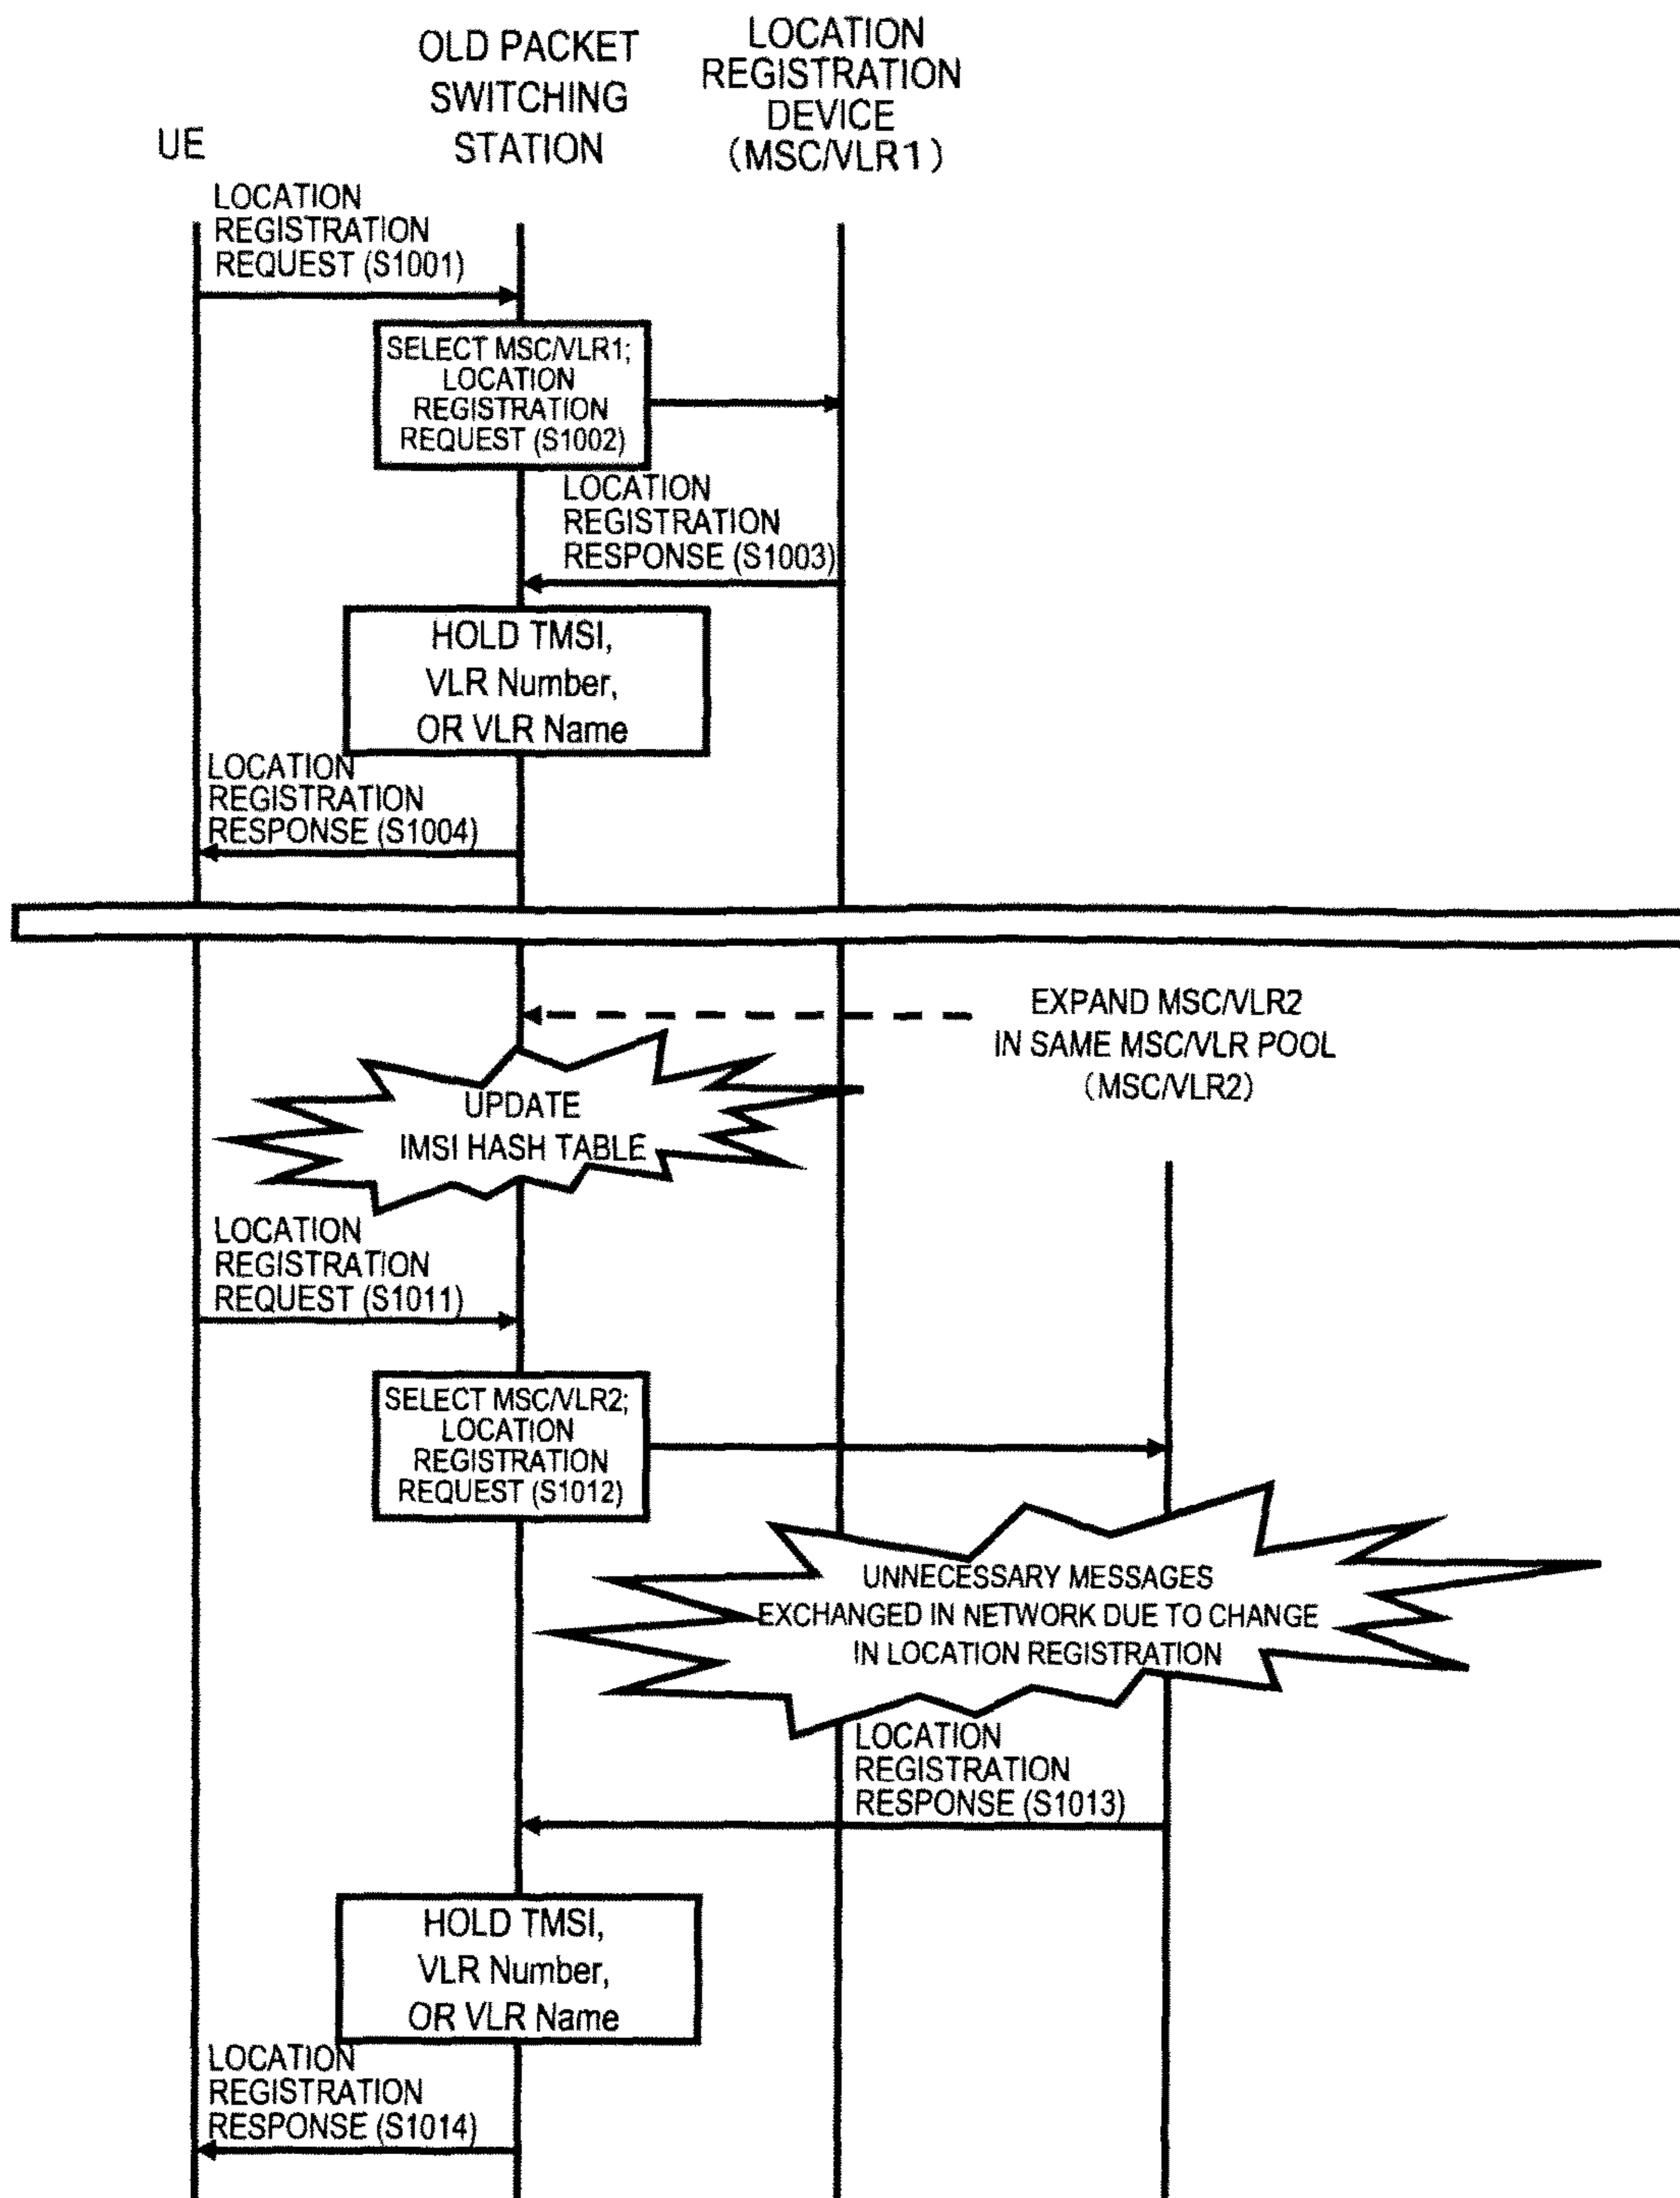 UE
OLD PACKET
SWITCHING
STATION
LOCATION
REGISTRATION
DEVICE
(MSC/VLR1)
LOCATION
REGISTRATION
REQUEST (S1001)
SELECT MSC/VLR1;
LOCATION
REGISTRATION
REQUEST (S1002)
LOCATION
REGISTRATION
RESPONSE (S1003)
HOLD TMSI,
VLR Number,
OR VLR Name
LOCATION
REGISTRATION
RESPONSE (S1004)
EXPAND MSC/VLR2
IN SAME MSC/VLR POOL
(MSC/VLR2)
UPDATE
IMSI HASH TABLE
LOCATION
REGISTRATION
REQUEST (S1011)
SELECT MSC/VLR2;
LOCATION
REGISTRATION
REQUEST (S1012)
UNNECESSARY MESSAGES
EXCHANGED IN NETWORK DUE TO CHANGE
IN LOCATION REGISTRATION
LOCATION
REGISTRATION
RESPONSE (S1013)
HOLD TMSI,
VLR Number,
OR VLR Name
LOCATION
REGISTRATION
RESPONSE (S1014)